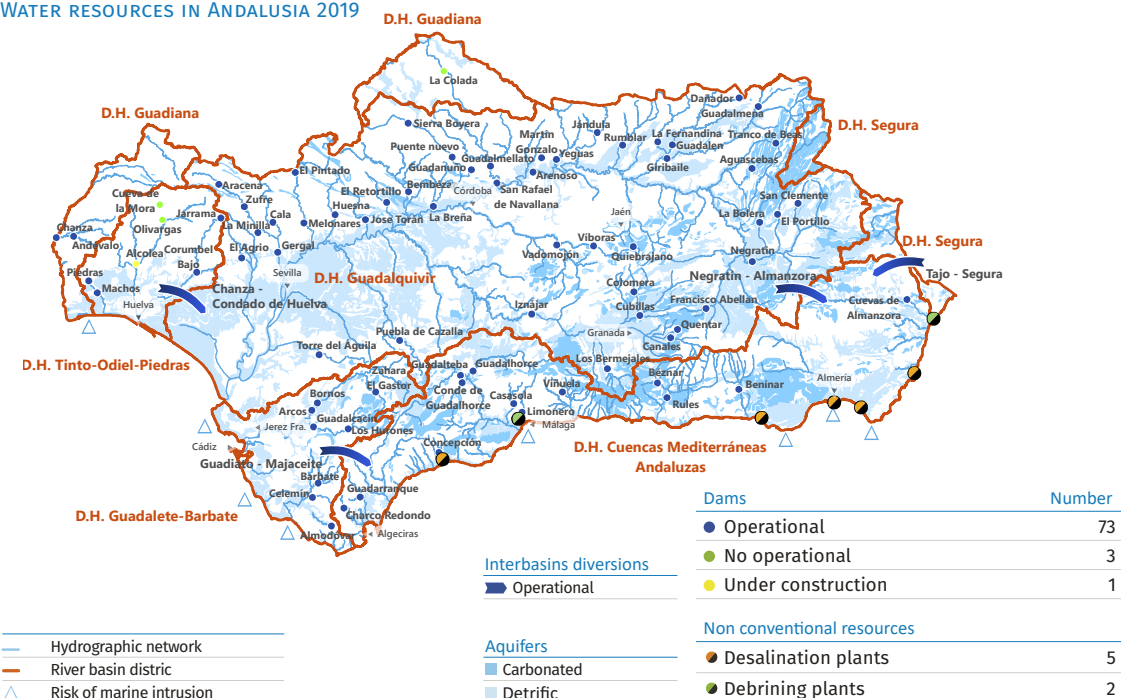 WATER RESOURCES IN ANDALUSIA 2019
D.H. Guadiana
La Colada
D.H. Guadiana
Dañador
Guadalmena
D.H. Segura
Sierra Boyera
Martín
Gonzalo
Jándula
Rumblar
La Fernandina
Tranco de Beas
Guadalén
Puente nuevo
Guadalmellato
Yeguas
Giribaile
Aguascebas
Guadanuño
Arenoso
El Pintado
Bembézar
Córdoba
San Rafael
de Navallana
San Clemente
Aracena
El Retortillo
Cueva de
la Mora
Zufre
Huesna
Jarrama
Cala
La Breña
Jaén
La Bolera
El Portillo
Olivargas
La Minilla
Melonares
José Torán
Chanza
Andévalo
Alcolea
Corumbel
Bajo
El Agrio
Gergal
Víboras
Vadomojón
Quiebrajano
Negratín
D.H. Segura
Piedras
Machos
Sevilla
D.H. Guadalquivir
Negratín - Almanzora
Tajo - Segura
Colomera
Chanza -
Condado de Huelva
Huelva
Iznájar
Cubillas
Francisco Abellán
Cuevas de
Almanzora
Puebla de Cazalla
Granada
Quentar
Canales
Torre del Águila
D.H. Tinto-Odiel-Piedras
Zahara
El Gastor
Guadalteba
Guadalhorce
Los Bermejales
Béznar
Almería
Bornos
Conde de
Guadalhorce
Casasola
Viñuela
Beninar
Arcos
Guadalcacín
Limonero
Rules
Jerez Fra.
Los Hurones
Málaga
Cádiz
Concepción
D.H. Cuencas Mediterráneas
Andaluzas
Guadiato - Majaceite
Barbate
Celemín
Guadarranque
D.H. Guadalete-Barbate
Charco Redondo
Almodóvar
Algeciras
Dams Number
Operational 73
No operational 3
Under construction 1
Interbasins diversions
Operational
Non conventional resources
Desalination plants 5
Debrining plants 2
Aquifers
Carbonated
Detrific
Hydrographic network
River basin distric
Risk of marine intrusion